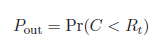 P_out = Pr(C < R_t)